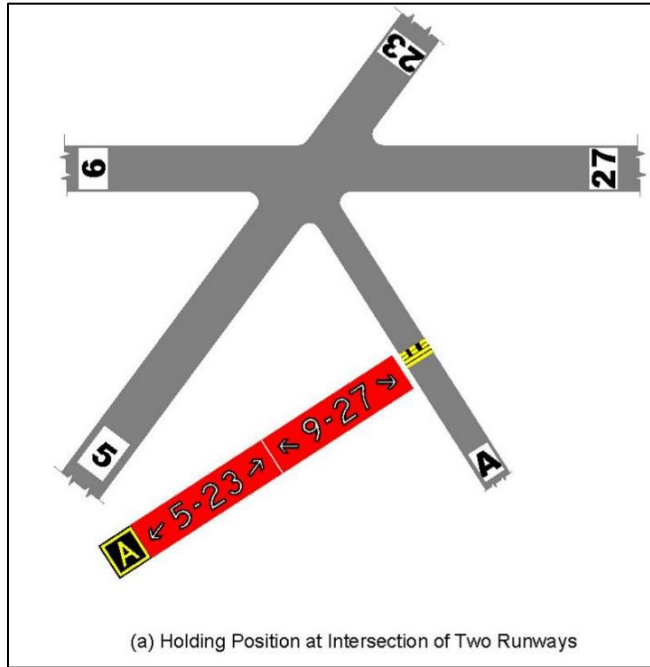 23
9
27
5
A
A ↙ 5-23 ↗ ↖ 9-27 ↘
(a) Holding Position at Intersection of Two Runways